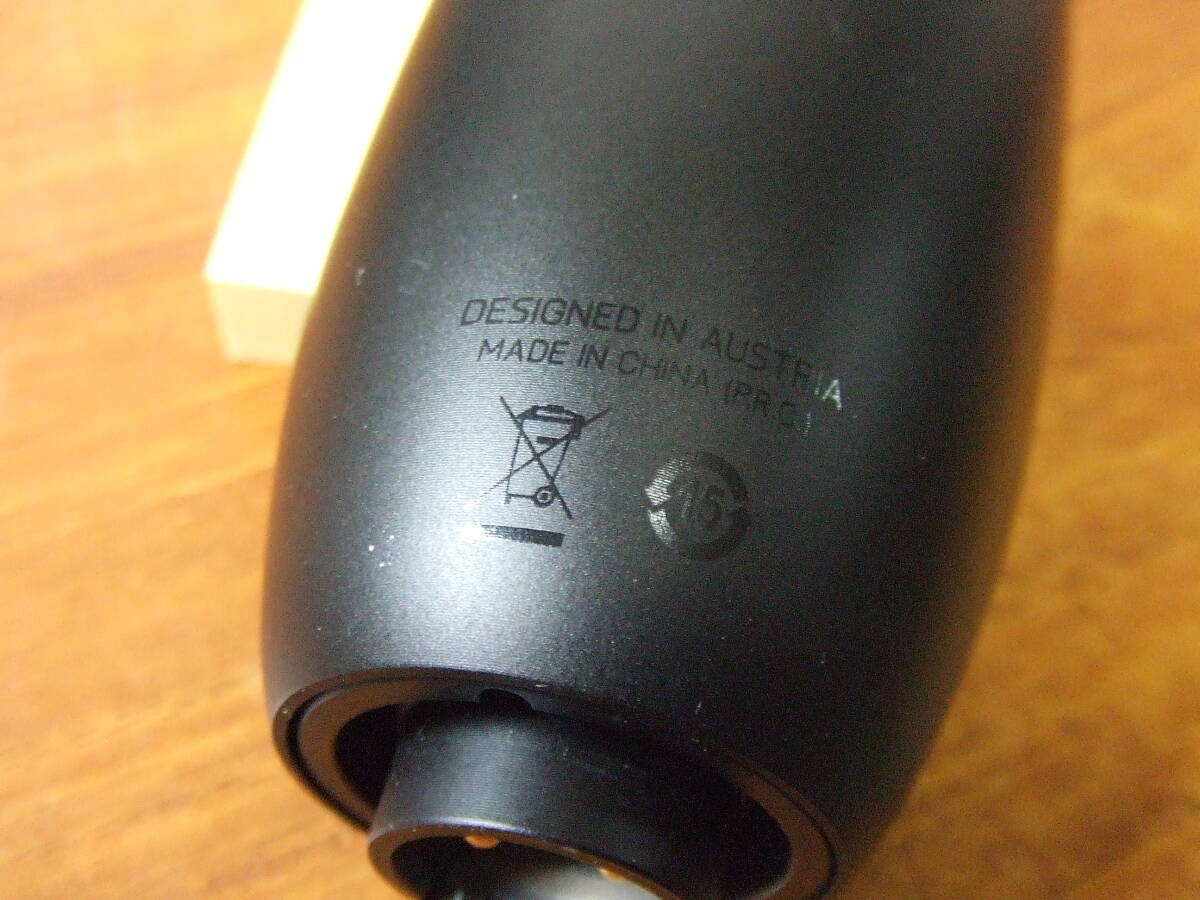 DESIGNED IN AUSTRIA
MADE IN CHINA (P.R.C.)
15